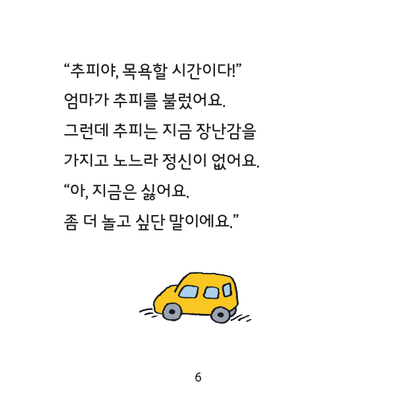 “추피야, 목욕할 시간이다!”
엄마가 추피를 불렀어요.
그런데 추피는 지금 장난감을
가지고 노느라 정신이 없어요.
“아, 지금은 싫어요.
좀 더 놀고 싶단 말이에요.”
6